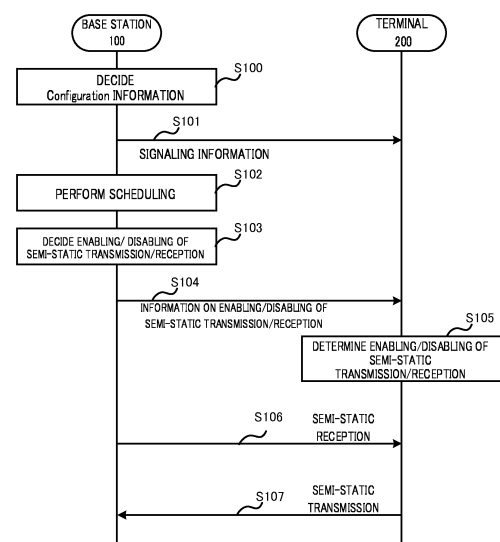 BASE STATION
100
TERMINAL
200
S100
DECIDE
Configuration INFORMATION
S101
SIGNALING INFORMATION
S102
PERFORM SCHEDULING
S103
DECIDE ENABLING/ DISABLING OF
SEMI-STATIC TRANSMISSION/RECEPTION
S104
INFORMATION ON ENABLING/DISABLING OF
SEMI-STATIC TRANSMISSION/RECEPTION
S105
DETERMINE ENABLING/DISABLING OF
SEMI-STATIC
TRANSMISSION/RECEPTION
S106
SEMI-STATIC
RECEPTION
S107
SEMI-STATIC
TRANSMISSION